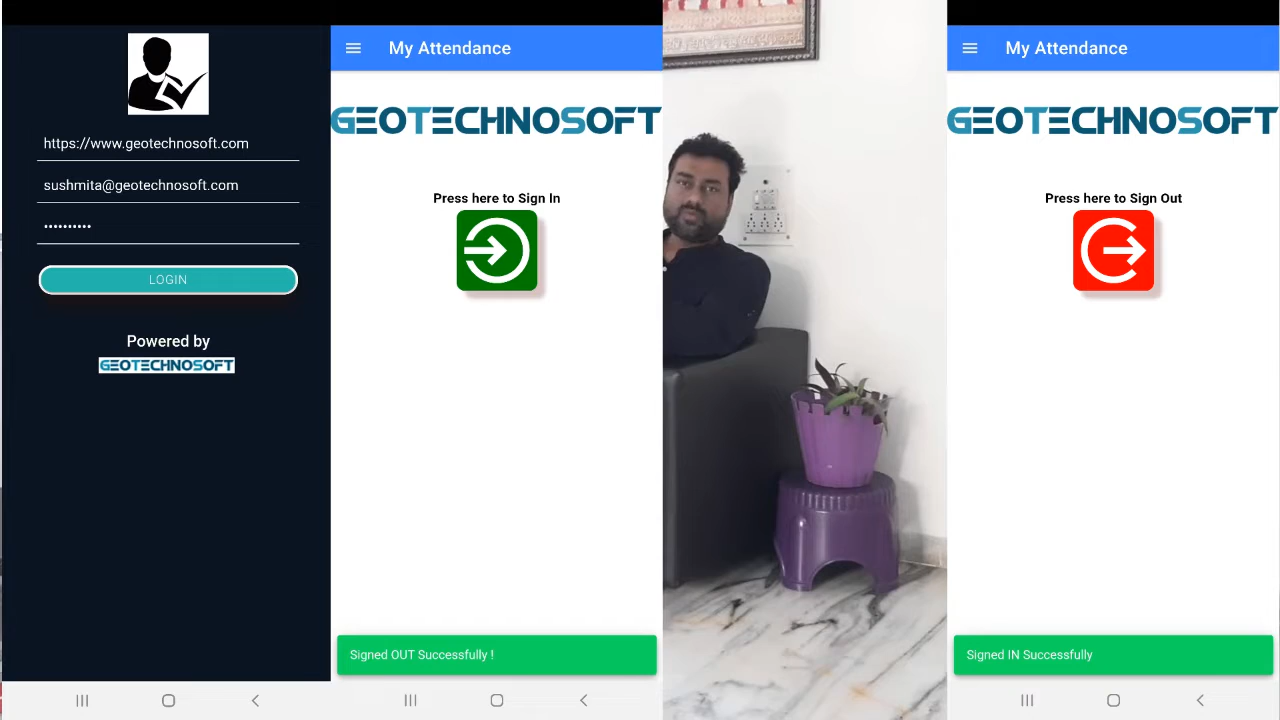 https://www.geotechnosoft.com
sushmita@geotechnosoft.com
••••••••••
LOGIN
Powered by
GEOTECHNOSOFT
My Attendance
GEOTECHNOSOFT
Press here to Sign In
Signed OUT Successfully !
My Attendance
GEOTECHNOSOFT
Press here to Sign Out
Signed IN Successfully